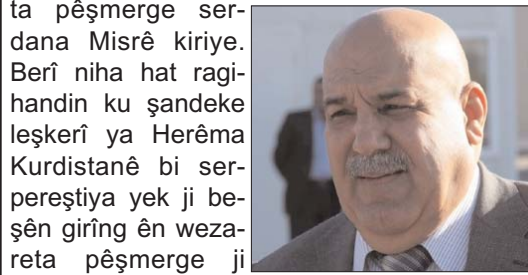 ta pêşmerge ser-
dana Misrê kiriye.
Berî niha hat ragi-
handin ku şandeke
leşkerî ya Herêma
Kurdistanê bi ser-
perеştiya yek ji be-
şên girîng ên weza-
reta pêşmerge ji